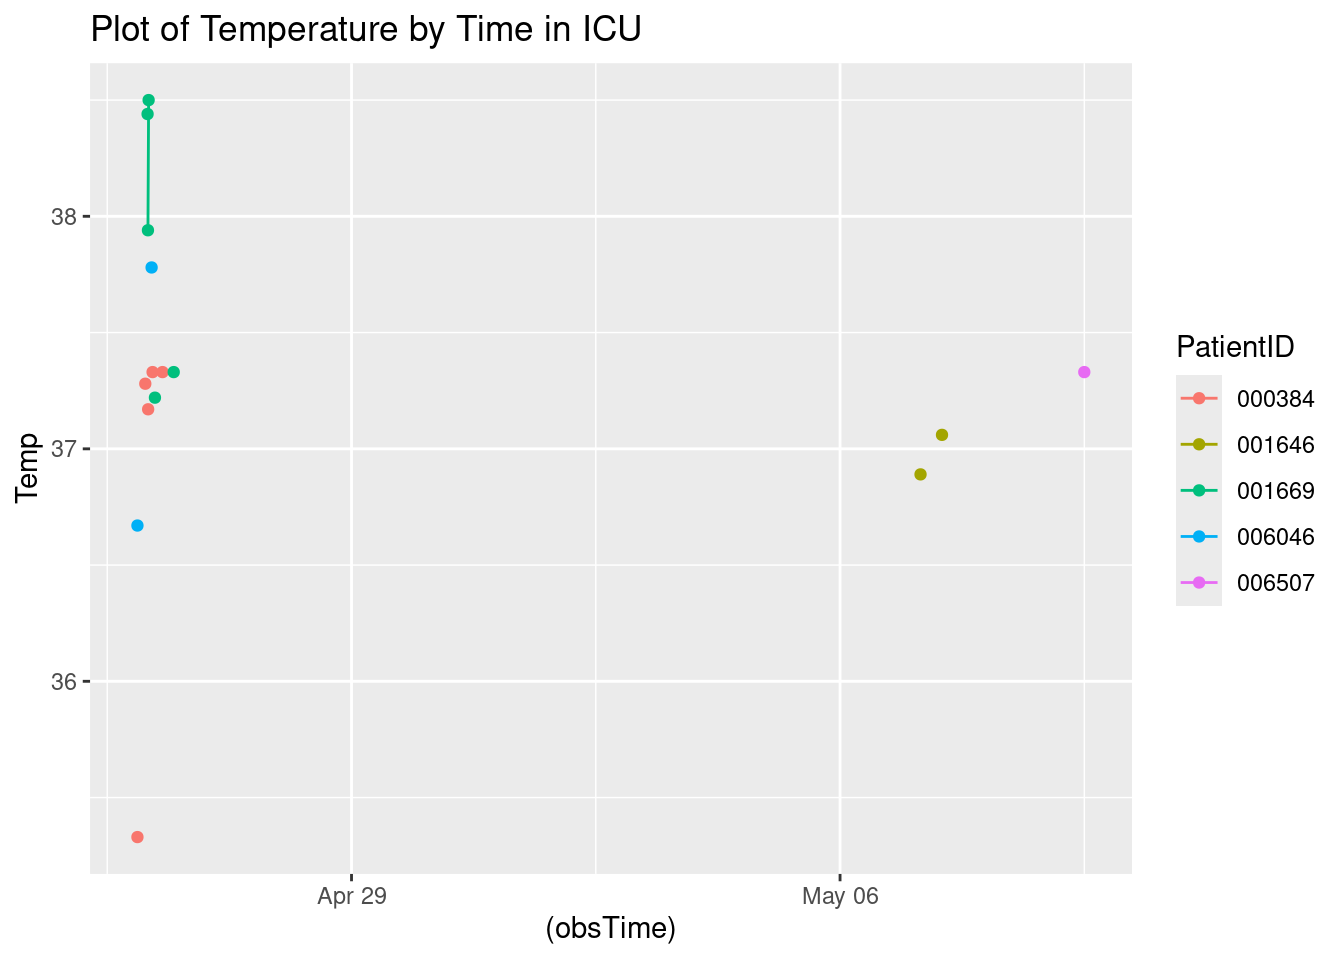 Plot of Temperature by Time in ICU
38
37
36
Temp
Apr 29
May 06
(obsTime)
PatientID
000384
001646
001669
006046
006507